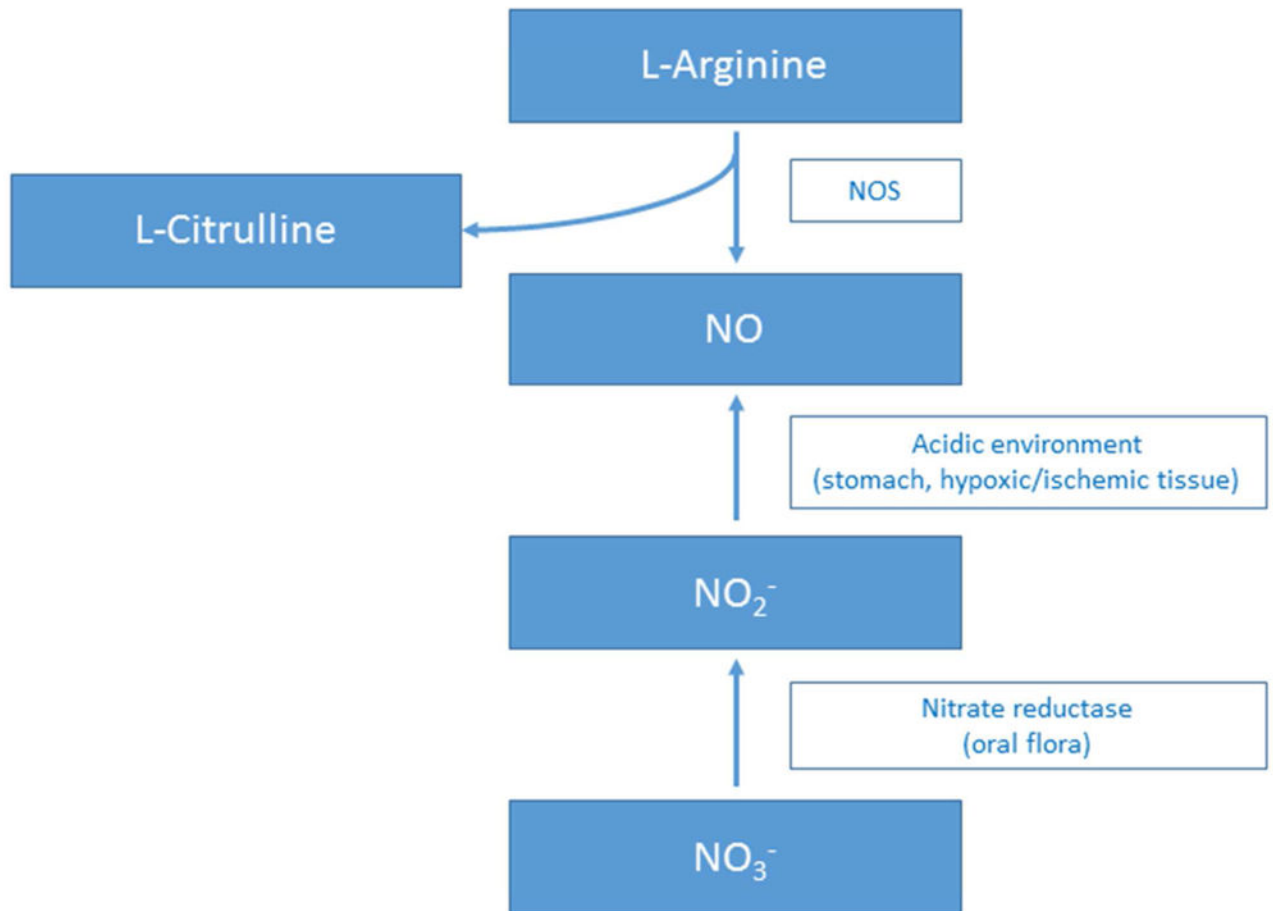 L-Arginine
NOS
L-Citrulline
NO
Acidic environment
(stomach, hypoxic/ischemic tissue)
NO₂⁻
Nitrate reductase
(oral flora)
NO₃⁻